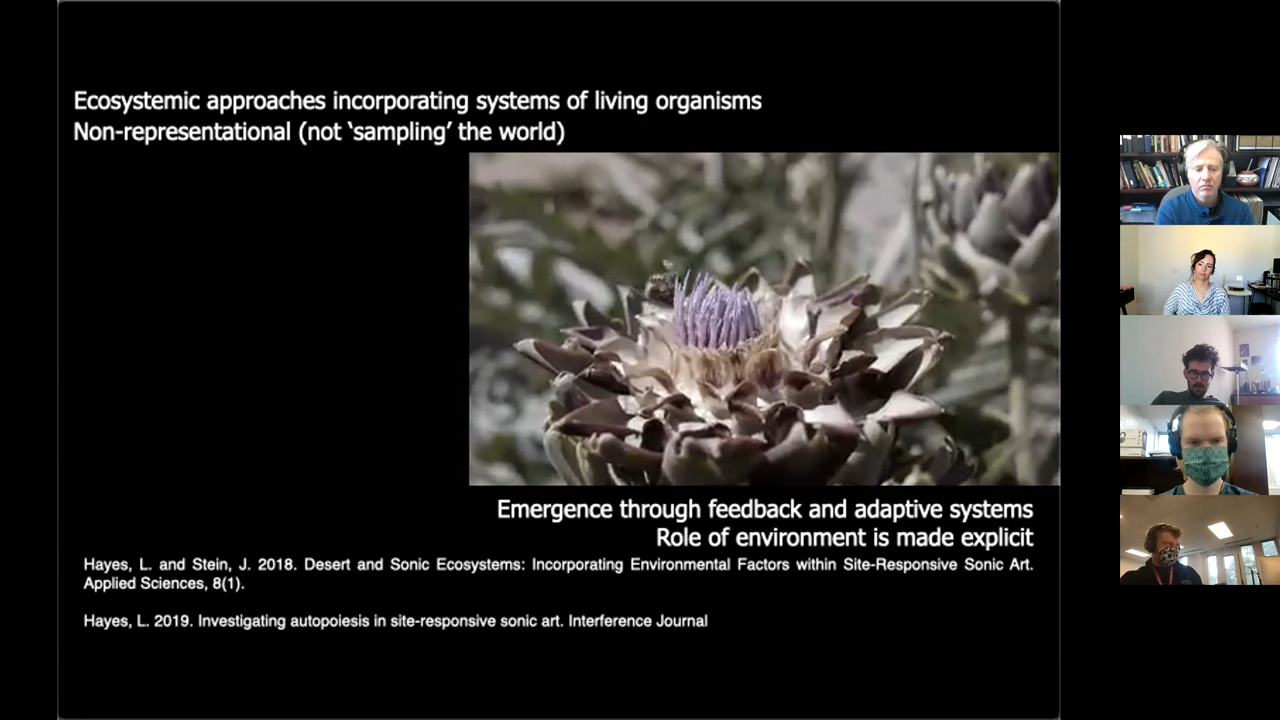 Ecosystemic approaches incorporating systems of living organisms
Non-representational (not ‘sampling’ the world)
Emergence through feedback and adaptive systems
Role of environment is made explicit
Hayes, L. and Stein, J. 2018. Desert and Sonic Ecosystems: Incorporating Environmental Factors within Site-Responsive Sonic Art.
Applied Sciences, 8(1).
Hayes, L. 2019. Investigating autopoiesis in site-responsive sonic art. Interference Journal